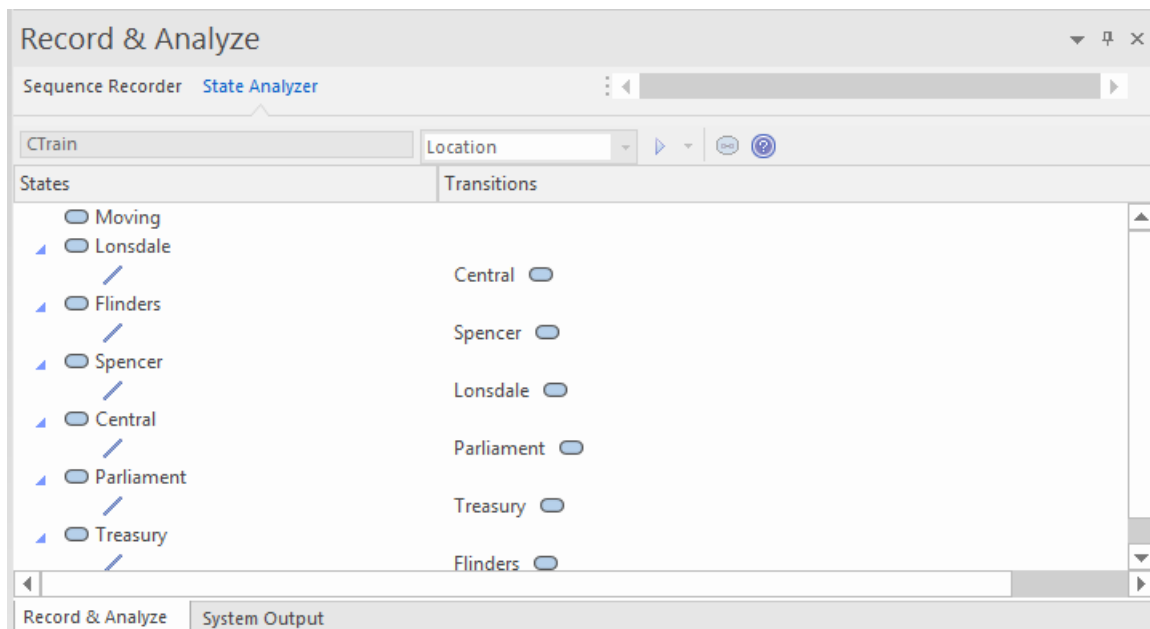 Record & Analyze
Sequence Recorder State Analyzer
CTrain Location
States Transitions
Moving
Lonsdale
Central
Flinders
Spencer
Spencer
Lonsdale
Central
Parliament
Parliament
Treasury
Treasury
Flinders
Record & Analyze System Output